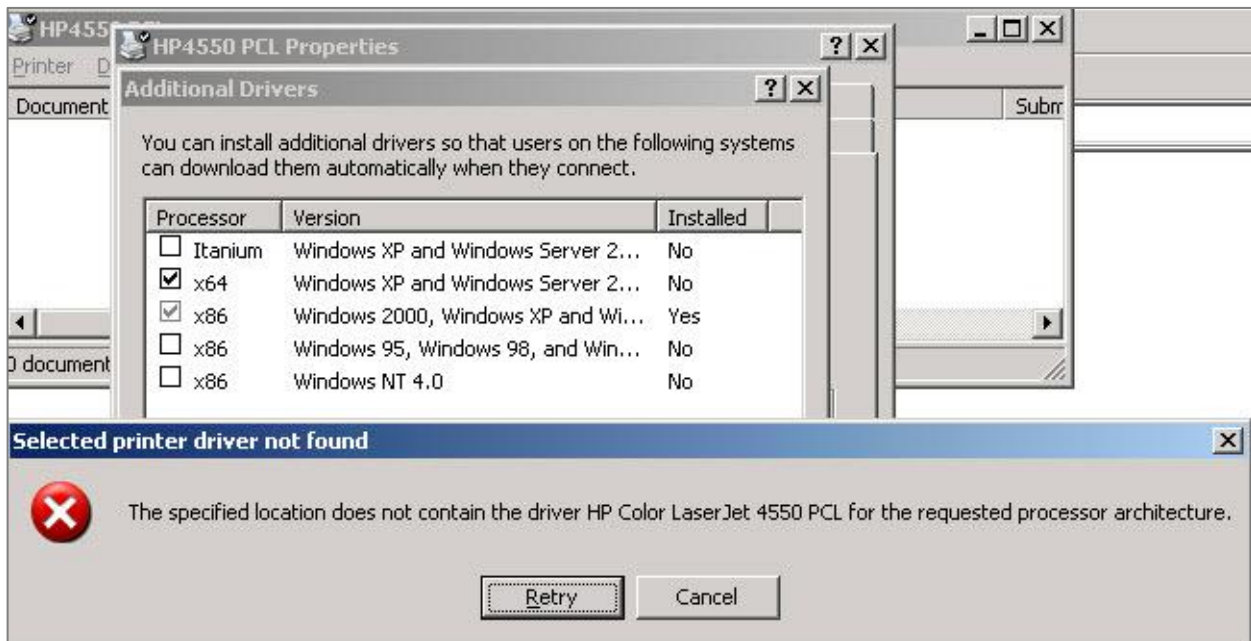 HP455
HP4550 PCL Properties
Printer D
Additional Drivers
Document
Subm
You can install additional drivers so that users on the following systems
can download them automatically when they connect.
Processor Version Installed
Itanium Windows XP and Windows Server 2... No
x64 Windows XP and Windows Server 2... No
x86 Windows 2000, Windows XP and Wi... Yes
x86 Windows 95, Windows 98, and Win... No
0 document
x86 Windows NT 4.0 No
Selected printer driver not found
The specified location does not contain the driver HP Color LaserJet 4550 PCL for the requested processor architecture.
Retry Cancel